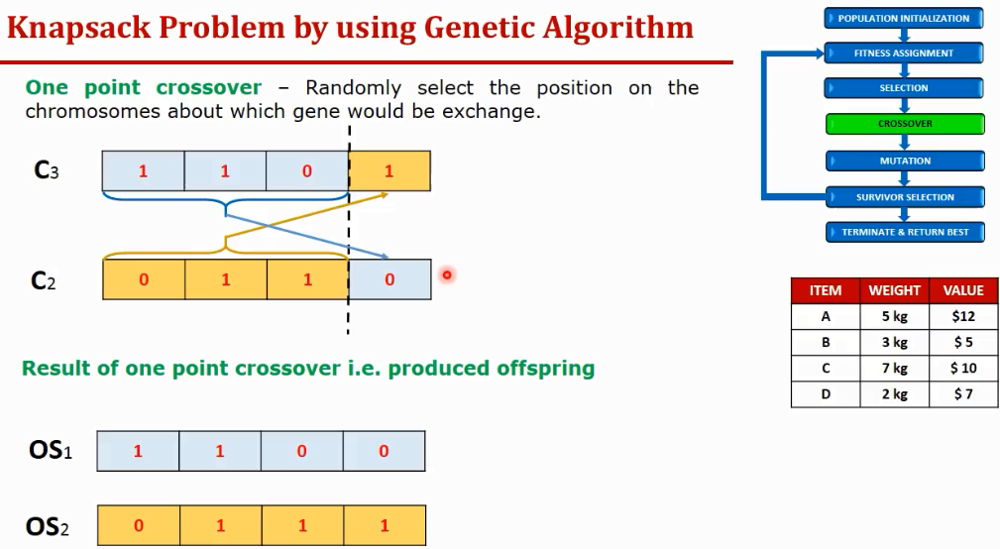 Knapsack Problem by using Genetic Algorithm
One point crossover – Randomly select the position on the
chromosomes about which gene would be exchange.
C3 1 1 0 1
C2 0 1 1 0
Result of one point crossover i.e. produced offspring
OS1 1 1 0 0
OS2 0 1 1 1
POPULATION INITIALIZATION
FITNESS ASSIGNMENT
SELECTION
CROSSOVER
MUTATION
SURVIVOR SELECTION
TERMINATE & RETURN BEST
ITEM WEIGHT VALUE
A 5 kg $12
B 3 kg $ 5
C 7 kg $ 10
D 2 kg $ 7